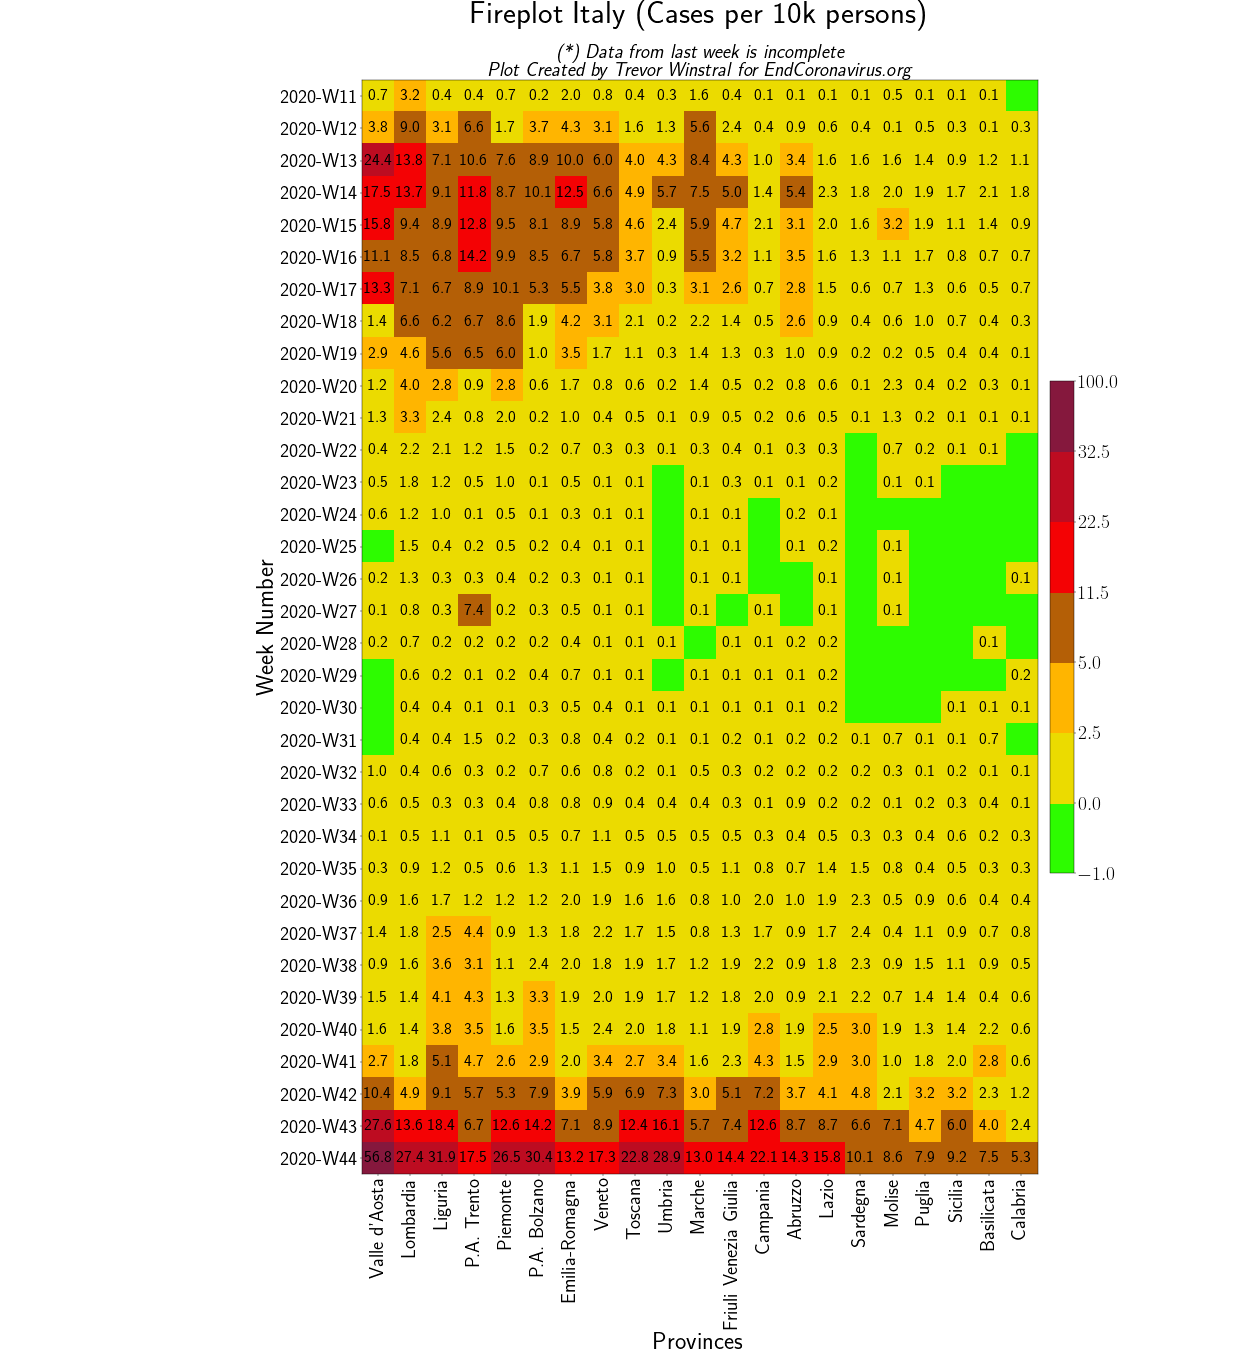 Fireplot Italy (Cases per 10k persons)
(*) Data from last week is incomplete
Plot Created by Trevor Winstral for EndCoronavirus.org
2020-W11 0.7 3.2 0.4 0.4 0.7 0.2 2.0 0.8 0.4 0.3 1.6 0.4 0.1 0.1 0.1 0.1 0.5 0.1 0.1 0.1
2020-W12 3.8 9.0 3.1 6.6 1.7 3.7 4.3 3.1 1.6 1.3 5.6 2.4 0.4 0.9 0.6 0.4 0.1 0.5 0.3 0.1 0.3
2020-W13 24.4 13.8 7.1 10.6 7.6 8.9 10.0 6.0 4.0 4.3 8.4 4.3 1.0 3.4 1.6 1.6 1.6 1.4 0.9 1.2 1.1
2020-W14 17.5 13.7 9.1 11.8 8.7 10.1 12.5 6.6 4.9 5.7 7.5 5.0 1.4 5.4 2.3 1.8 2.0 1.9 1.7 2.1 1.8
2020-W15 15.8 9.4 8.9 12.8 9.5 8.1 8.9 5.8 4.6 2.4 5.9 4.7 2.1 3.1 2.0 1.6 3.2 1.9 1.1 1.4 0.9
2020-W16 11.1 8.5 6.8 14.2 9.9 8.5 6.7 5.8 3.7 0.9 5.5 3.2 1.1 3.5 1.6 1.3 1.1 1.7 0.8 0.7 0.7
2020-W17 13.3 7.1 6.7 8.9 10.1 5.3 5.5 3.8 3.0 0.3 3.1 2.6 0.7 2.8 1.5 0.6 0.7 1.3 0.6 0.5 0.7
2020-W18 1.4 6.6 6.2 6.7 8.6 1.9 4.2 3.1 2.1 0.2 2.2 1.4 0.5 2.6 0.9 0.4 0.6 1.0 0.7 0.4 0.3
2020-W19 2.9 4.6 5.6 6.5 6.0 1.0 3.5 1.7 1.1 0.3 1.4 1.3 0.3 1.0 0.9 0.2 0.2 0.5 0.4 0.4 0.1
2020-W20 1.2 4.0 2.8 0.9 2.8 0.6 1.7 0.8 0.6 0.2 1.4 0.5 0.2 0.8 0.6 0.1 2.3 0.4 0.2 0.3 0.1
2020-W21 1.3 3.3 2.4 0.8 2.0 0.2 1.0 0.4 0.5 0.1 0.9 0.5 0.2 0.6 0.5 0.1 1.3 0.2 0.1 0.1 0.1
2020-W22 0.4 2.2 2.1 1.2 1.5 0.2 0.7 0.3 0.3 0.1 0.3 0.4 0.1 0.3 0.3 0.7 0.2 0.1 0.1
2020-W23 0.5 1.8 1.2 0.5 1.0 0.1 0.5 0.1 0.1 0.1 0.3 0.1 0.1 0.2 0.1 0.1
2020-W24 0.6 1.2 1.0 0.1 0.5 0.1 0.3 0.1 0.1 0.1 0.1 0.2 0.1
2020-W25 1.5 0.4 0.2 0.5 0.2 0.4 0.1 0.1 0.1 0.1 0.1 0.2 0.1
2020-W26 0.2 1.3 0.3 0.3 0.4 0.2 0.3 0.1 0.1 0.1 0.1 0.1 0.1 0.1
2020-W27 0.1 0.8 0.3 7.4 0.2 0.3 0.5 0.1 0.1 0.1 0.1 0.1 0.1
2020-W28 0.2 0.7 0.2 0.2 0.2 0.2 0.4 0.1 0.1 0.1 0.1 0.1 0.2 0.2 0.1
2020-W29 0.6 0.2 0.1 0.2 0.4 0.7 0.1 0.1 0.1 0.1 0.1 0.1 0.2 0.2
2020-W30 0.4 0.4 0.1 0.1 0.3 0.5 0.4 0.1 0.1 0.1 0.1 0.1 0.1 0.2 0.1 0.1 0.1
2020-W31 0.4 0.4 1.5 0.2 0.3 0.8 0.4 0.2 0.1 0.1 0.2 0.1 0.2 0.2 0.1 0.7 0.1 0.1 0.7
2020-W32 1.0 0.4 0.6 0.3 0.2 0.7 0.6 0.8 0.2 0.1 0.5 0.3 0.2 0.2 0.2 0.2 0.3 0.1 0.2 0.1 0.1
2020-W33 0.6 0.5 0.3 0.3 0.4 0.8 0.8 0.9 0.4 0.4 0.4 0.3 0.1 0.9 0.2 0.2 0.1 0.2 0.3 0.4 0.1
2020-W34 0.1 0.5 1.1 0.1 0.5 0.5 0.7 1.1 0.5 0.5 0.5 0.5 0.3 0.4 0.5 0.3 0.3 0.4 0.6 0.2 0.3
2020-W35 0.3 0.9 1.2 0.5 0.6 1.3 1.1 1.5 0.9 1.0 0.5 1.1 0.8 0.7 1.4 1.5 0.8 0.4 0.5 0.3 0.3
2020-W36 0.9 1.6 1.7 1.2 1.2 1.2 2.0 1.9 1.6 1.6 0.8 1.0 2.0 1.0 1.9 2.3 0.5 0.9 0.6 0.4 0.4
2020-W37 1.4 1.8 2.5 4.4 0.9 1.3 1.8 2.2 1.7 1.5 0.8 1.3 1.7 0.9 1.7 2.4 0.4 1.1 0.9 0.7 0.8
2020-W38 0.9 1.6 3.6 3.1 1.1 2.4 2.0 1.8 1.9 1.7 1.2 1.9 2.2 0.9 1.8 2.3 0.9 1.5 1.1 0.9 0.5
2020-W39 1.5 1.4 4.1 4.3 1.3 3.3 1.9 2.0 1.9 1.7 1.2 1.8 2.0 0.9 2.1 2.2 0.7 1.4 1.4 0.4 0.6
2020-W40 1.6 1.4 3.8 3.5 1.6 3.5 1.5 2.4 2.0 1.8 1.1 1.9 2.8 1.9 2.5 3.0 1.9 1.3 1.4 2.2 0.6
2020-W41 2.7 1.8 5.1 4.7 2.6 2.9 2.0 3.4 2.7 3.4 1.6 2.3 4.3 1.5 2.9 3.0 1.0 1.8 2.0 2.8 0.6
2020-W42 10.4 4.9 9.1 5.7 5.3 7.9 3.9 5.9 6.9 7.3 3.0 5.1 7.2 3.7 4.1 4.8 2.1 3.2 3.2 2.3 1.2
2020-W43 27.6 13.6 18.4 6.7 12.6 14.2 7.1 8.9 12.4 16.1 5.7 7.4 12.6 8.7 8.7 6.6 7.1 4.7 6.0 4.0 2.4
2020-W44 56.8 27.4 31.9 17.5 26.5 30.4 13.2 17.3 22.8 28.9 13.0 14.4 22.1 14.3 15.8 10.1 8.6 7.9 9.2 7.5 5.3
Week Number
Valle d'Aosta
Lombardia
Liguria
P.A. Trento
Piemonte
P.A. Bolzano
Emilia-Romagna
Veneto
Toscana
Umbria
Marche
Friuli Venezia Giulia
Campania
Abruzzo
Lazio
Sardegna
Molise
Puglia
Sicilia
Basilicata
Calabria
Provinces
100.0
32.5
22.5
11.5
5.0
2.5
0.0
−1.0